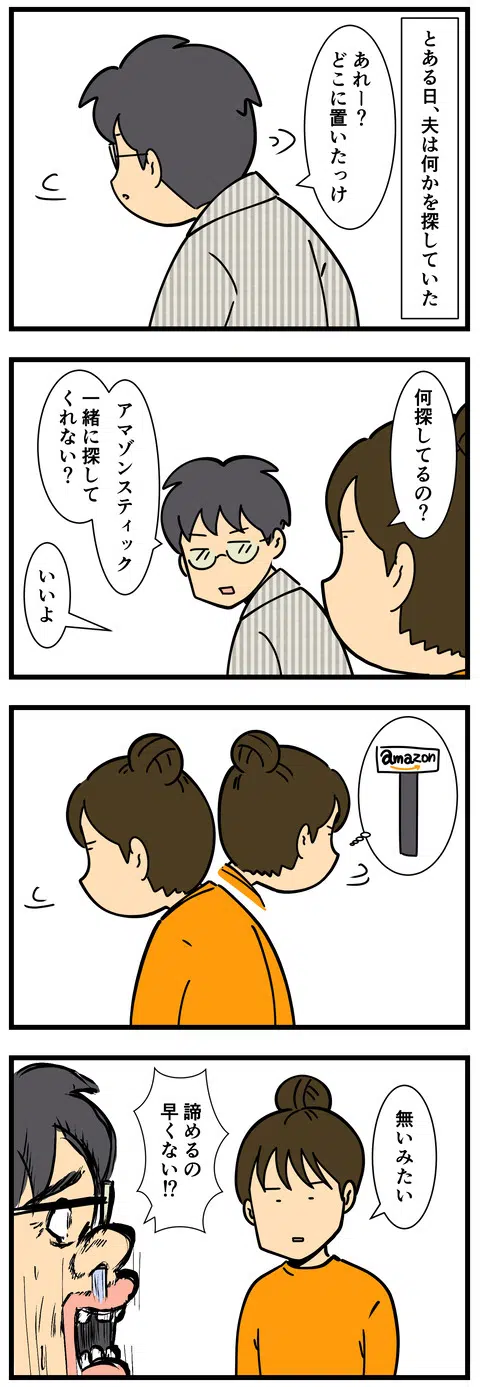 とある日、夫は何かを探していた
あれー？
どこに置いたっけ
何探してるの？
アマゾンスティック
一緒に探して
くれない？
いいよ
amazon
無いみたい
諦めるの
早くない!?